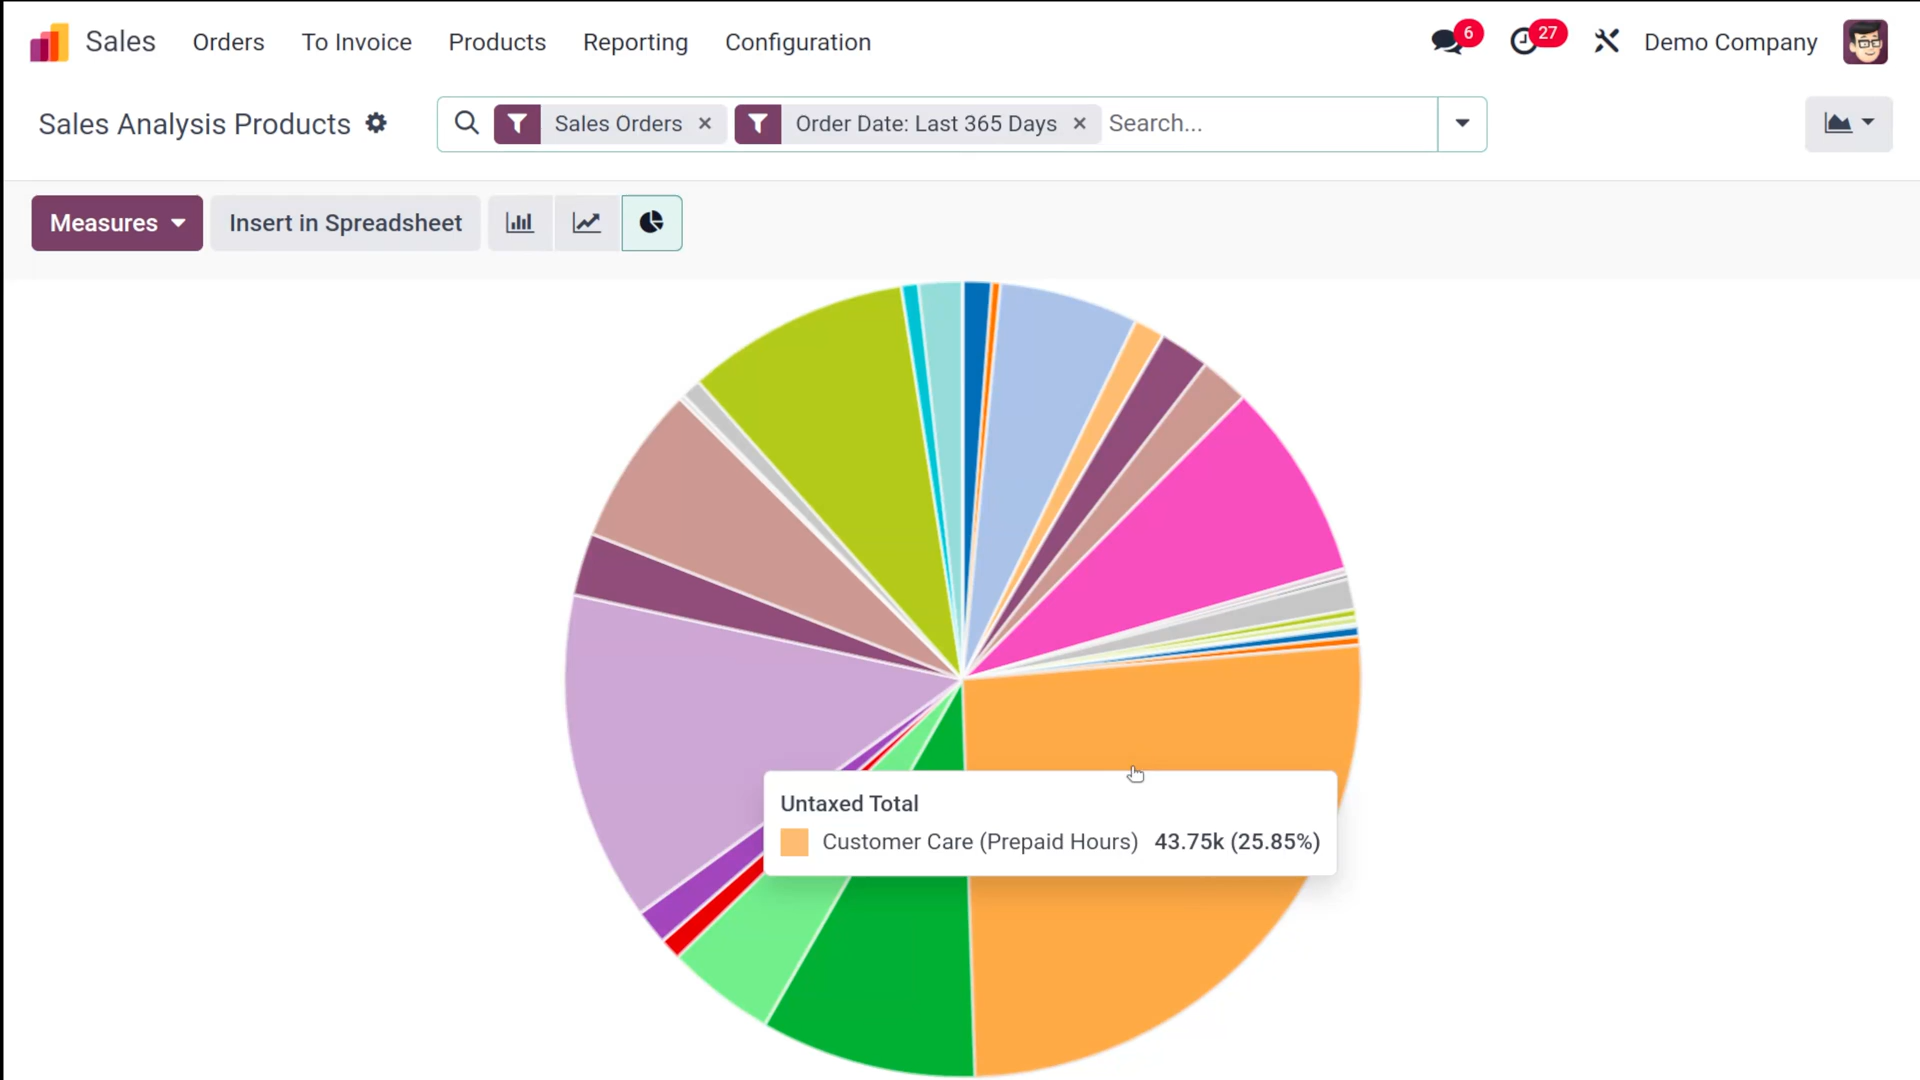 Sales Orders To Invoice Products Reporting Configuration 6 27 Demo Company
Sales Analysis Products Sales Orders × Order Date: Last 365 Days × Search...
Measures Insert in Spreadsheet
Untaxed Total
Customer Care (Prepaid Hours) 43.75k (25.85%)